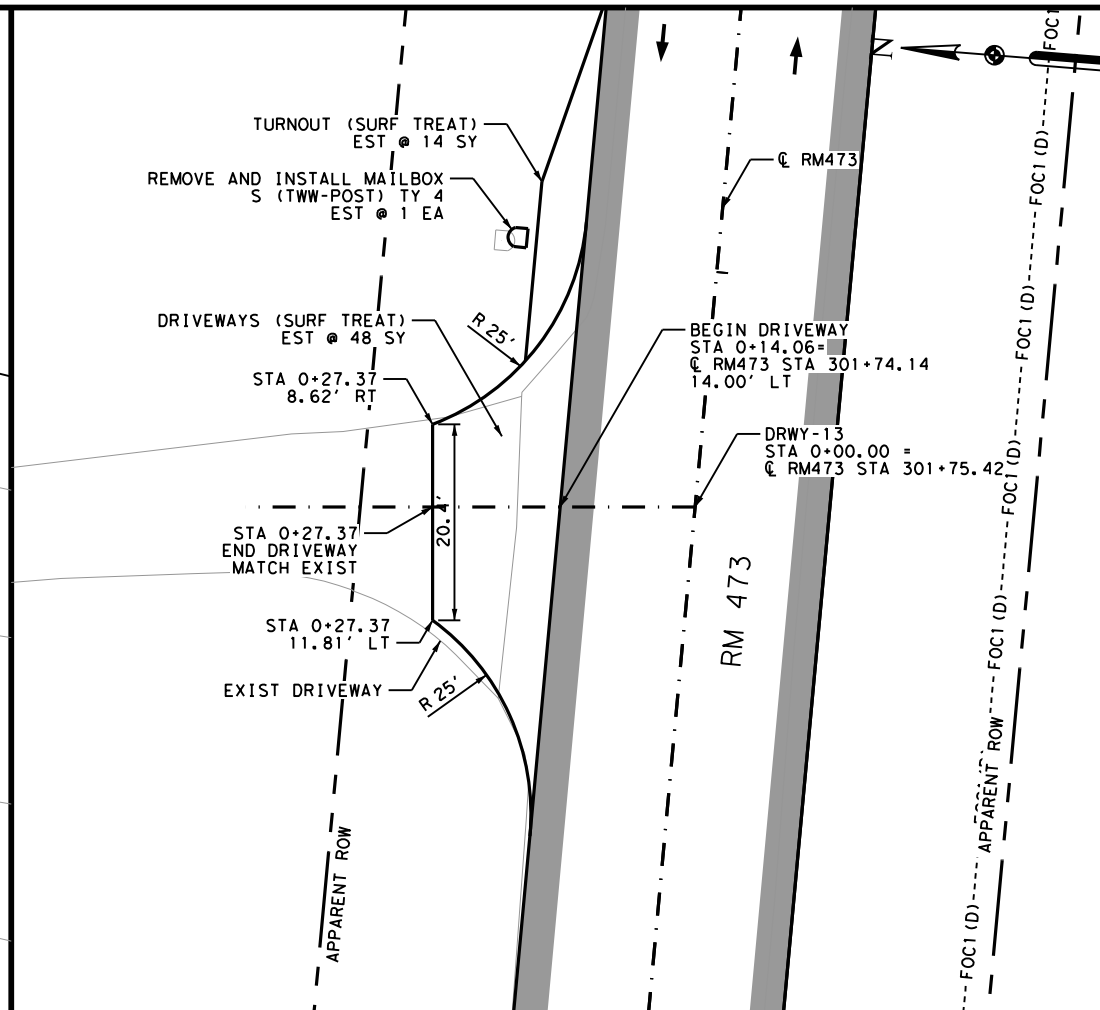 N
FOC1
TURNOUT (SURF TREAT)
EST @ 14 SY
REMOVE AND INSTALL MAILBOX
S (TWW-POST) TY 4
EST @ 1 EA
℄ RM473
FOC1(D)
FOC1(D)
DRIVEWAYS (SURF TREAT)
EST @ 48 SY
R 25'
BEGIN DRIVEWAY
STA 0+14.06=
℄ RM473 STA 301+74.14
14.00' LT
STA 0+27.37
8.62' RT
DRWY-13
STA 0+00.00 =
℄ RM473 STA 301+75.42
FOC1(D)
20.4'
STA 0+27.37
END DRIVEWAY
MATCH EXIST
RM 473
FOC1(D)
STA 0+27.37
11.81' LT
EXIST DRIVEWAY
R 25'
APPARENT ROW
APPARENT ROW
FOC1(D)